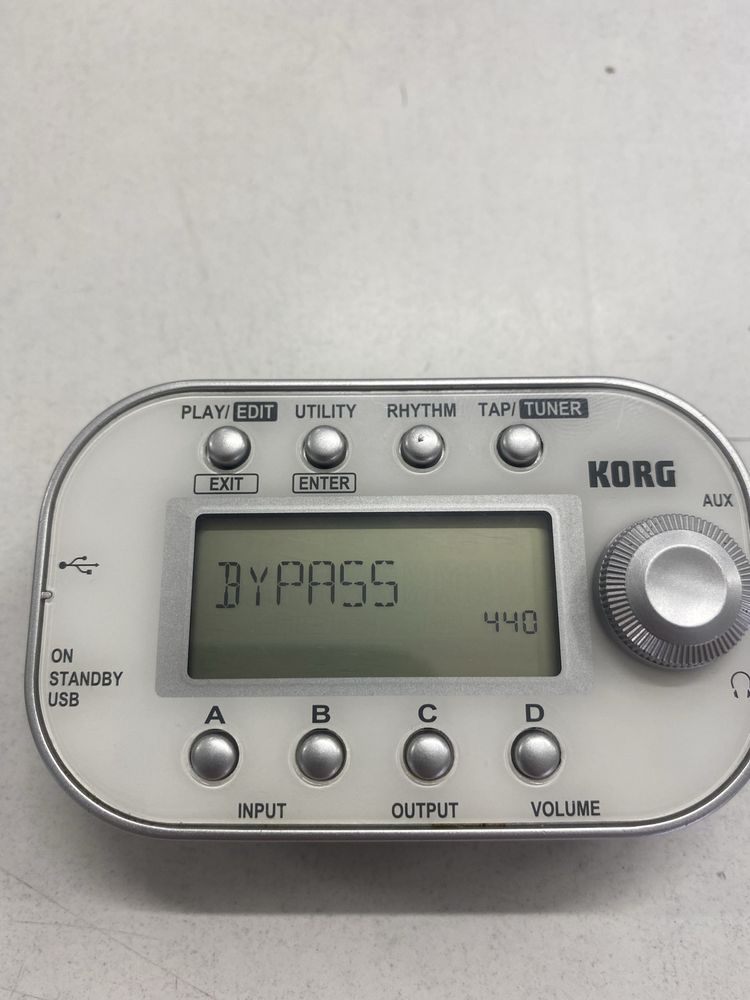 PLAY/EDIT UTILITY RHYTHM TAP/TUNER
EXIT ENTER
KORG
AUX
BYPASS
440
ON
STANDBY
USB
A B C D
INPUT OUTPUT VOLUME